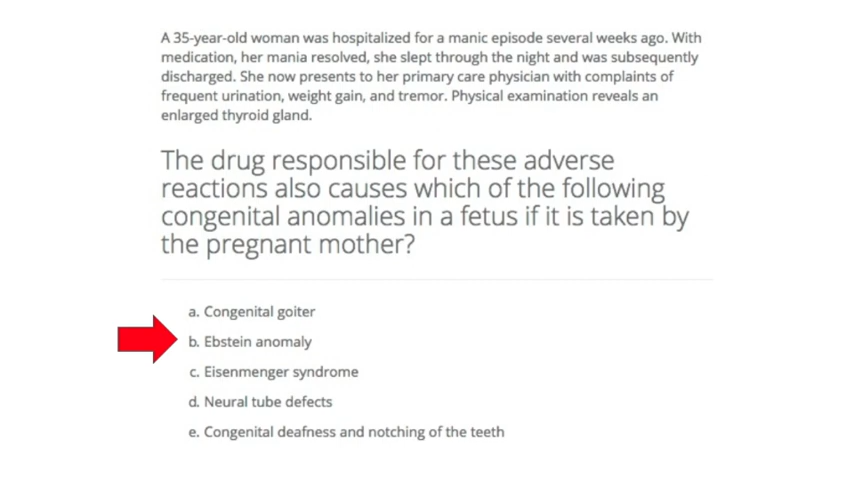 A 35-year-old woman was hospitalized for a manic episode several weeks ago. With
medication, her mania resolved, she slept through the night and was subsequently
discharged. She now presents to her primary care physician with complaints of
frequent urination, weight gain, and tremor. Physical examination reveals an
enlarged thyroid gland.
The drug responsible for these adverse
reactions also causes which of the following
congenital anomalies in a fetus if it is taken by
the pregnant mother?
a. Congenital goiter
b. Ebstein anomaly
c. Eisenmenger syndrome
d. Neural tube defects
e. Congenital deafness and notching of the teeth